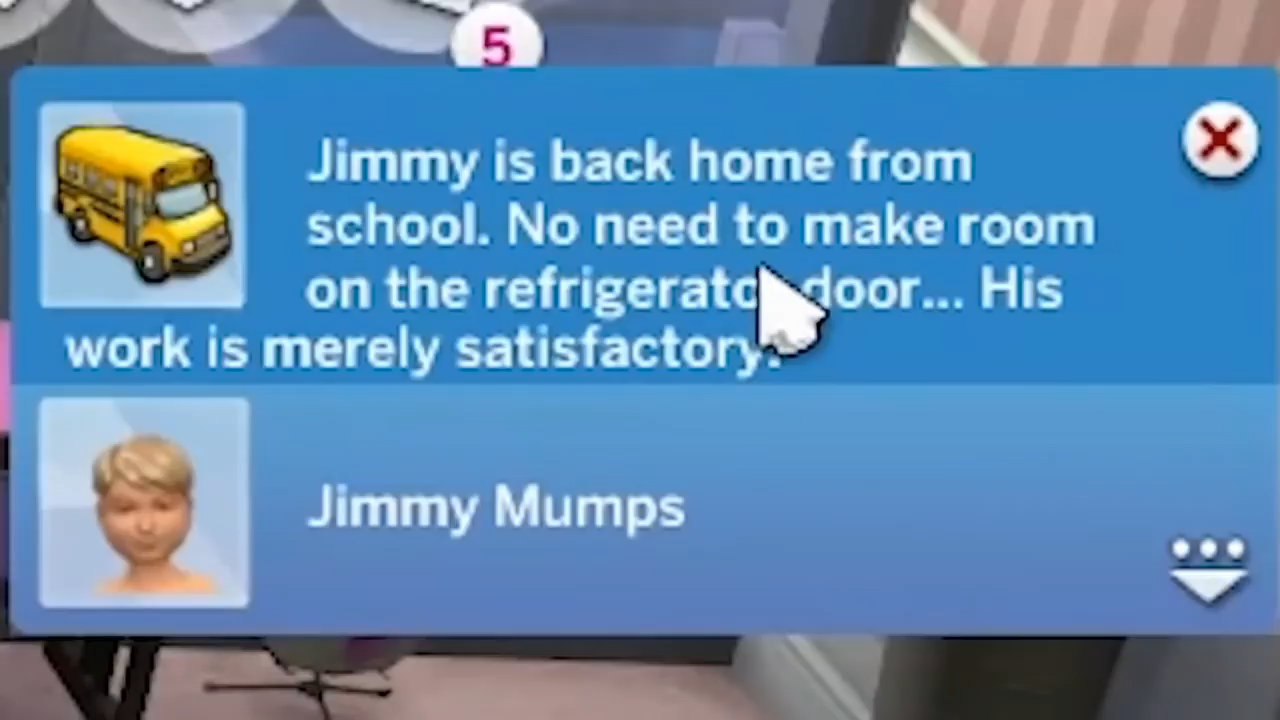 5
Jimmy is back home from
school. No need to make room
on the refrigerator door... His
work is merely satisfactory.
Jimmy Mumps